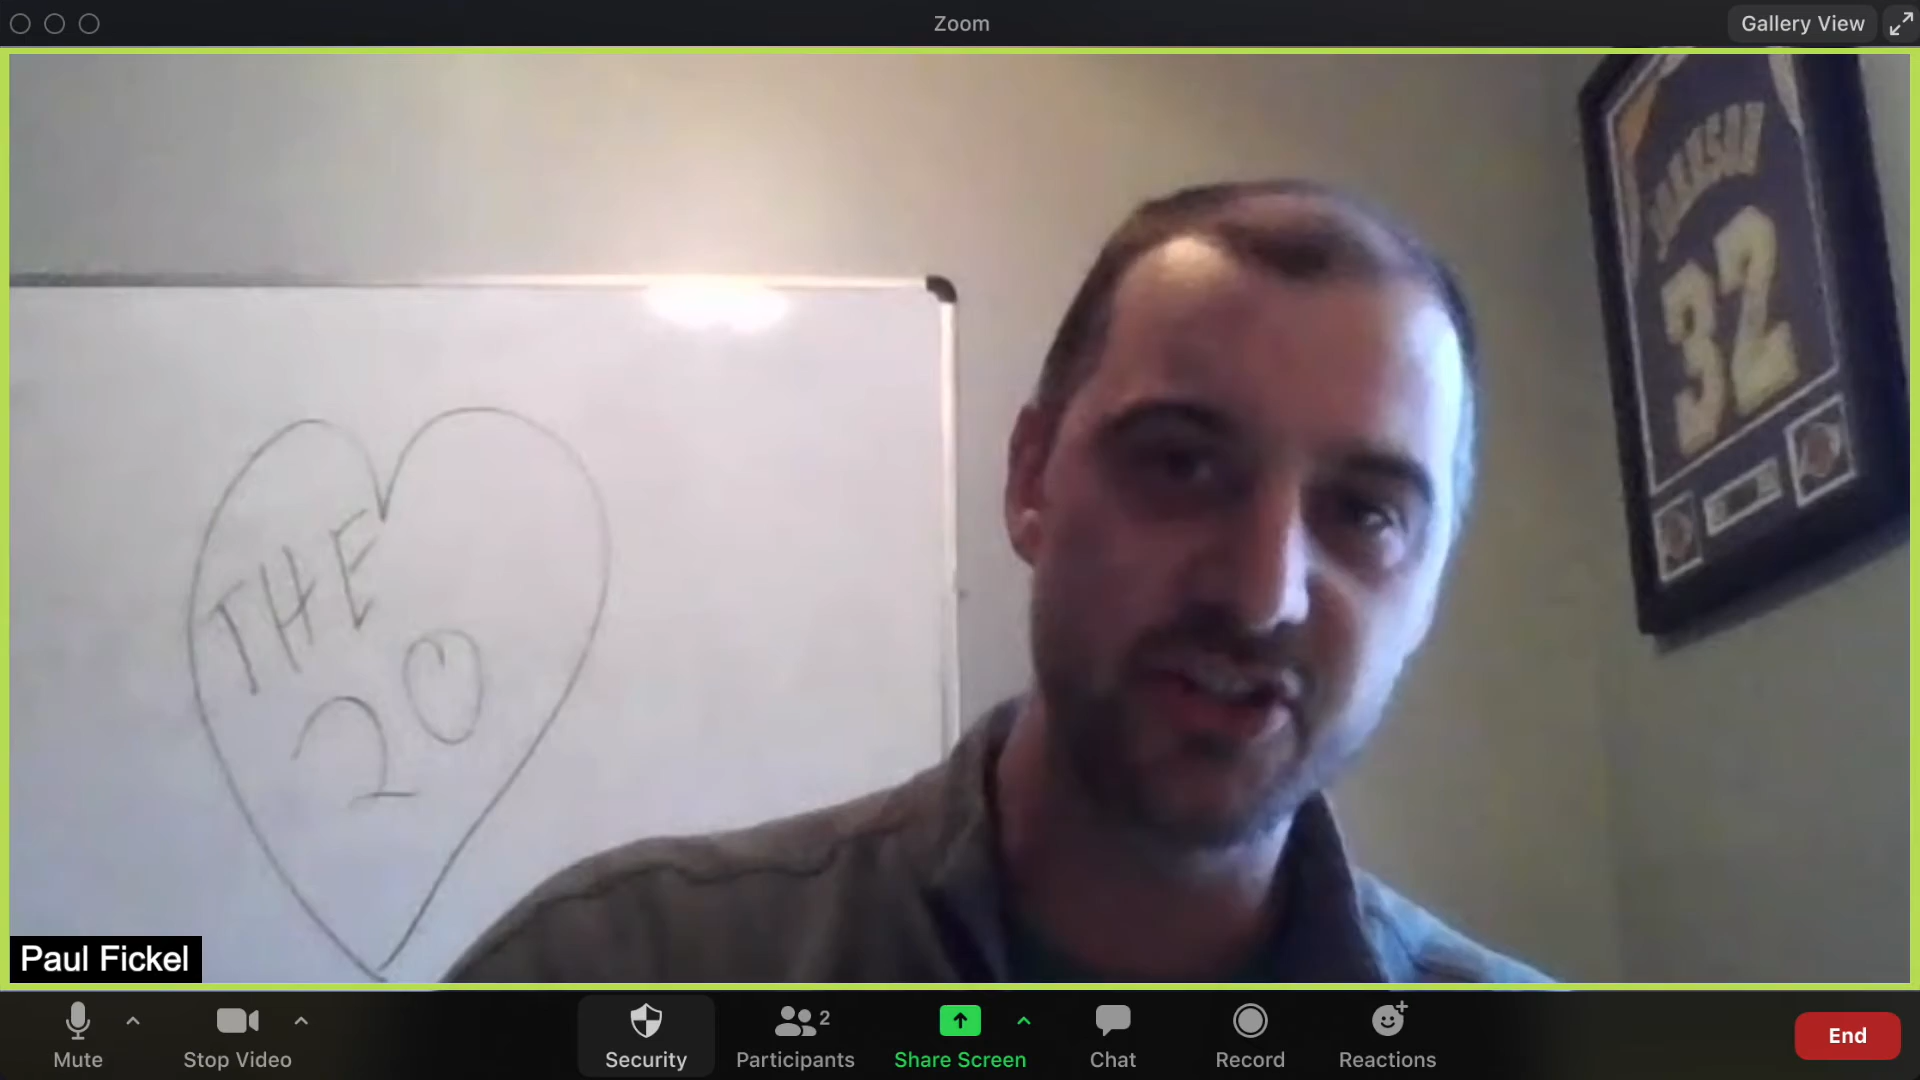 Zoom
Gallery View
JOHNSON
32
THE
20
Paul Fickel
Mute
Stop Video
Security
Participants
2
Share Screen
Chat
Record
Reactions
End